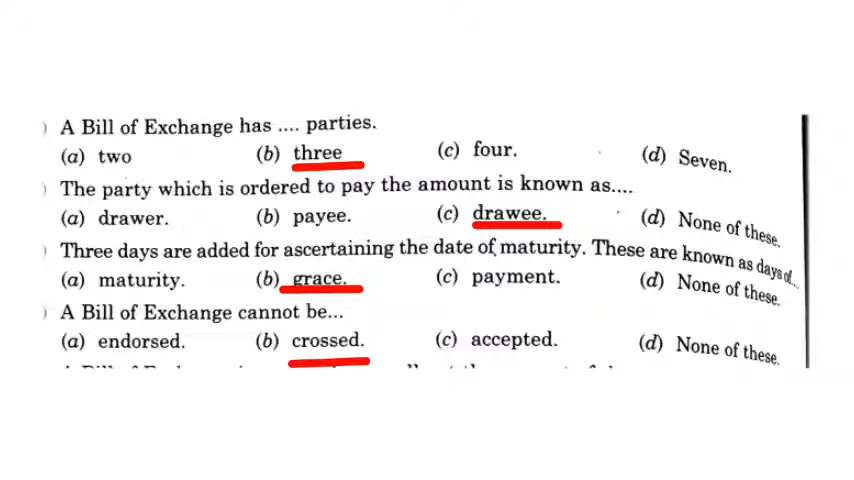 ) A Bill of Exchange has .... parties.
(a) two (b) three (c) four. (d) Seven.
) The party which is ordered to pay the amount is known as....
(a) drawer. (b) payee. (c) drawee. (d) None of these.
) Three days are added for ascertaining the date of maturity. These are known as days of...
(a) maturity. (b) grace. (c) payment. (d) None of these.
) A Bill of Exchange cannot be...
(a) endorsed. (b) crossed. (c) accepted. (d) None of these.